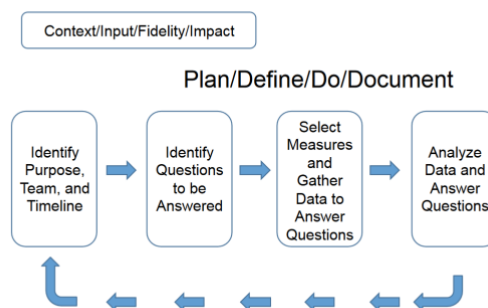 Context/Input/Fidelity/Impact
Plan/Define/Do/Document
Identify
Purpose,
Team, and
Timeline
Identify
Questions
to be
Answered
Select
Measures
and
Gather
Data to
Answer
Questions
Analyze
Data and
Answer
Questions